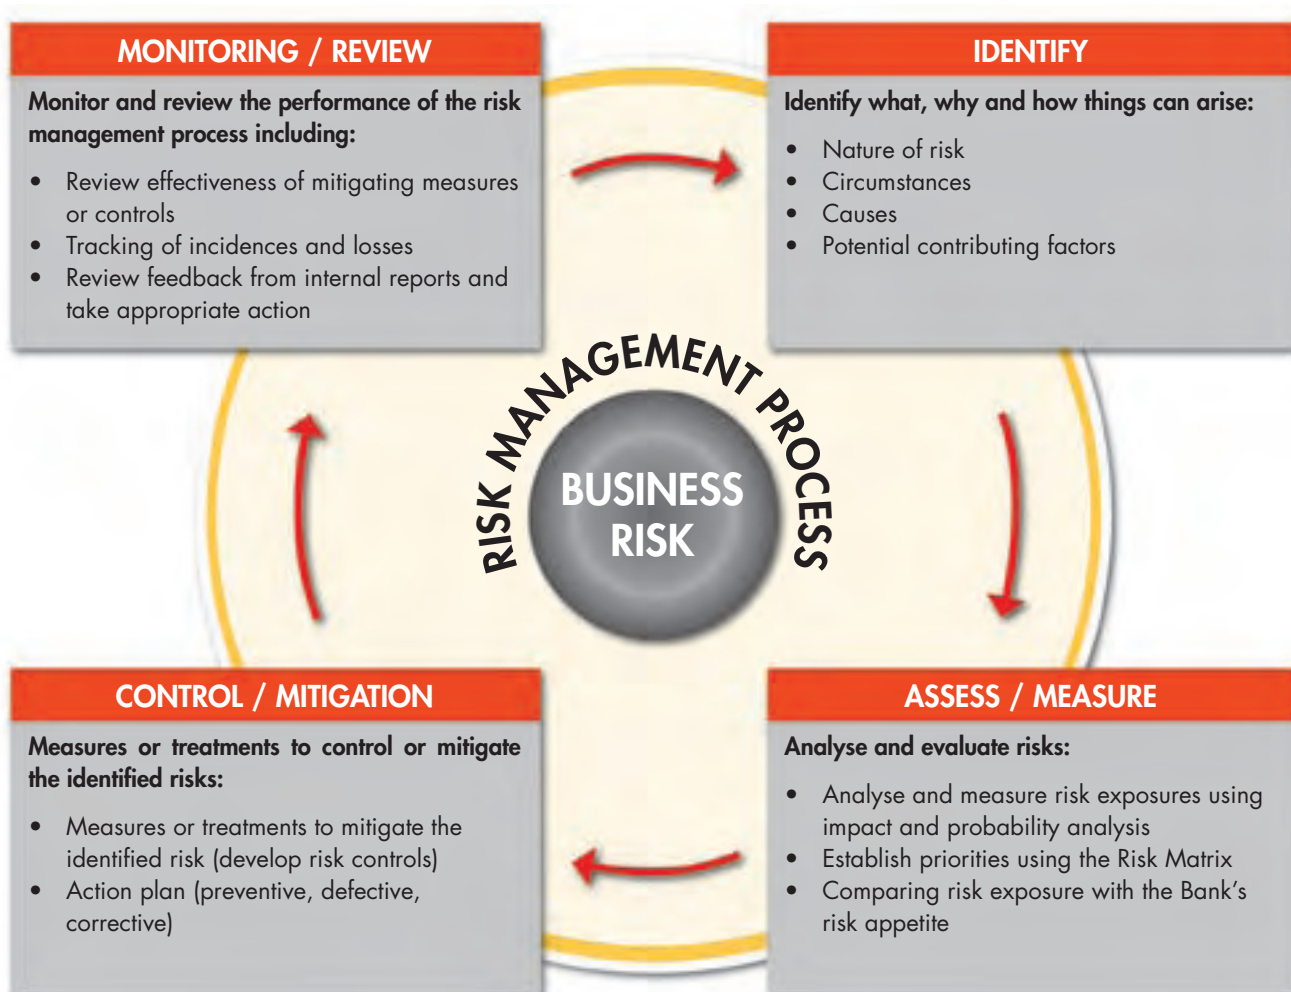 MONITORING / REVIEW
Monitor and review the performance of the risk
management process including:
• Review effectiveness of mitigating measures
or controls
• Tracking of incidences and losses
• Review feedback from internal reports and
take appropriate action
IDENTIFY
Identify what, why and how things can arise:
• Nature of risk
• Circumstances
• Causes
• Potential contributing factors
RISK MANAGEMENT PROCESS
BUSINESS
RISK
CONTROL / MITIGATION
Measures or treatments to control or mitigate
the identified risks:
• Measures or treatments to mitigate the
identified risk (develop risk controls)
• Action plan (preventive, defective,
corrective)
ASSESS / MEASURE
Analyse and evaluate risks:
• Analyse and measure risk exposures using
impact and probability analysis
• Establish priorities using the Risk Matrix
• Comparing risk exposure with the Bank’s
risk appetite